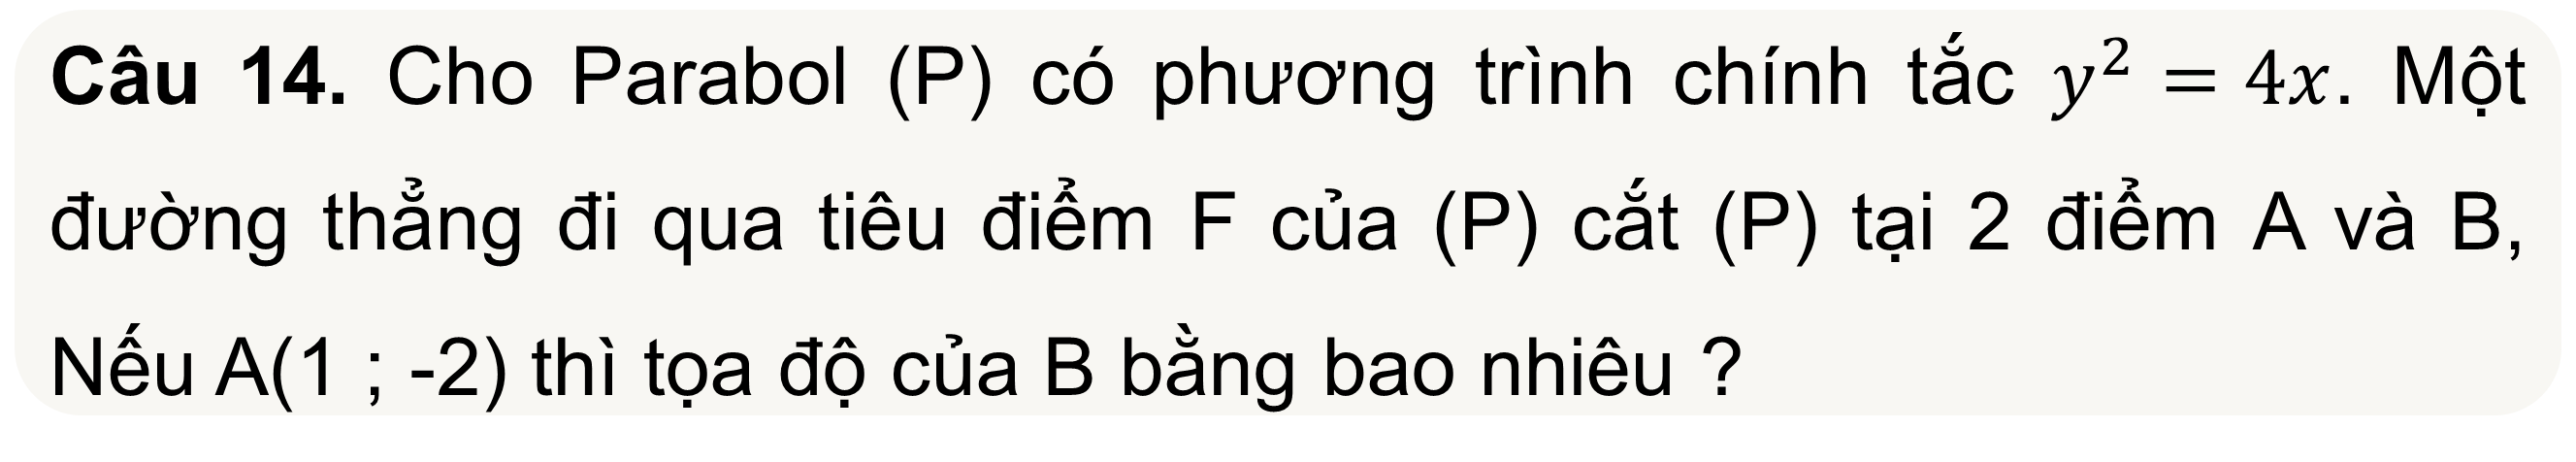 Câu 14. Cho Parabol (P) có phương trình chính tắc y² = 4x. Một
đường thẳng đi qua tiêu điểm F của (P) cắt (P) tại 2 điểm A và B,
Nếu A(1 ; -2) thì tọa độ của B bằng bao nhiêu ?